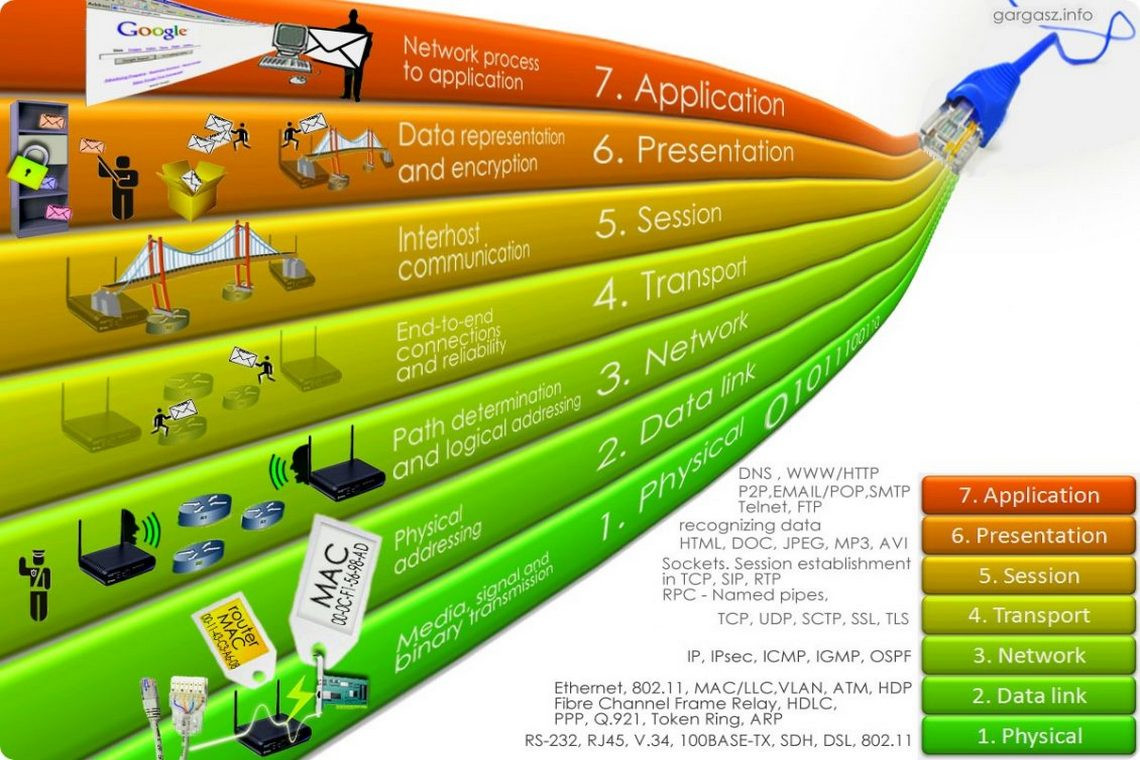 gargasz.info
Google
Network process
to application
7. Application
Data representation
and encryption
6. Presentation
Interhost
communication
5. Session
End-to-end
connections
and reliability
4. Transport
Path determination
and logical addressing
3. Network
Physical
addressing
2. Data link
Media, signal and
binary transmission
1. Physical
MAC
00-0C-F1-56-98-AD
router
MAC
DNS , WWW/HTTP
P2P,EMAIL/POP,SMTP
Telnet, FTP
7. Application
recognizing data
HTML, DOC, JPEG, MP3, AVI
6. Presentation
Sockets. Session establishment
in TCP, SIP, RTP
RPC - Named pipes,
5. Session
TCP, UDP, SCTP, SSL, TLS
4. Transport
IP, IPsec, ICMP, IGMP, OSPF
3. Network
Ethernet, 802.11, MAC/LLC,VLAN, ATM, HDP
Fibre Channel Frame Relay, HDLC,
PPP, Q.921, Token Ring, ARP
2. Data link
RS-232, RJ45, V.34, 100BASE-TX, SDH, DSL, 802.11
1. Physical